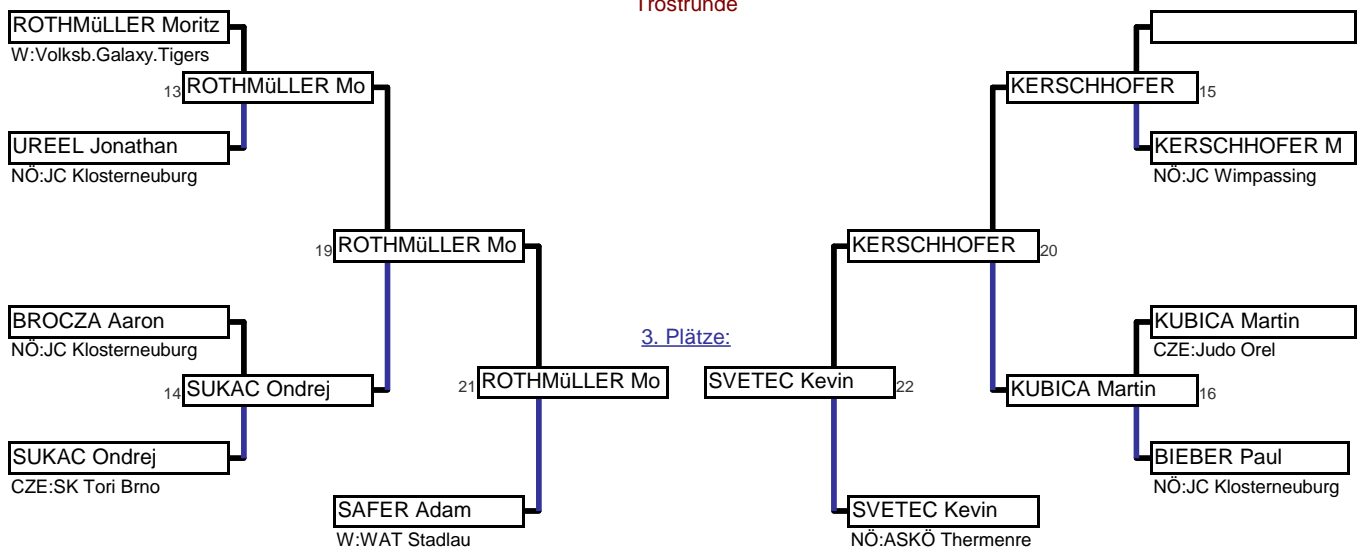 Trostrunde
ROTHMüLLER Moritz
W:Volksb.Galaxy.Tigers
13 ROTHMüLLER Mo
UREEL Jonathan
NÖ:JC Klosterneuburg
19 ROTHMüLLER Mo
BROCZA Aaron
NÖ:JC Klosterneuburg
14 SUKAC Ondrej
SUKAC Ondrej
CZE:SK Tori Brno
21 ROTHMüLLER Mo
SAFER Adam
W:WAT Stadlau
3. Plätze:
KERSCHHOFER 15
KERSCHHOFER M
NÖ:JC Wimpassing
KERSCHHOFER 20
KUBICA Martin
CZE:Judo Orel
SVETEC Kevin 22
KUBICA Martin 16
BIEBER Paul
NÖ:JC Klosterneuburg
SVETEC Kevin
NÖ:ASKÖ Thermenre